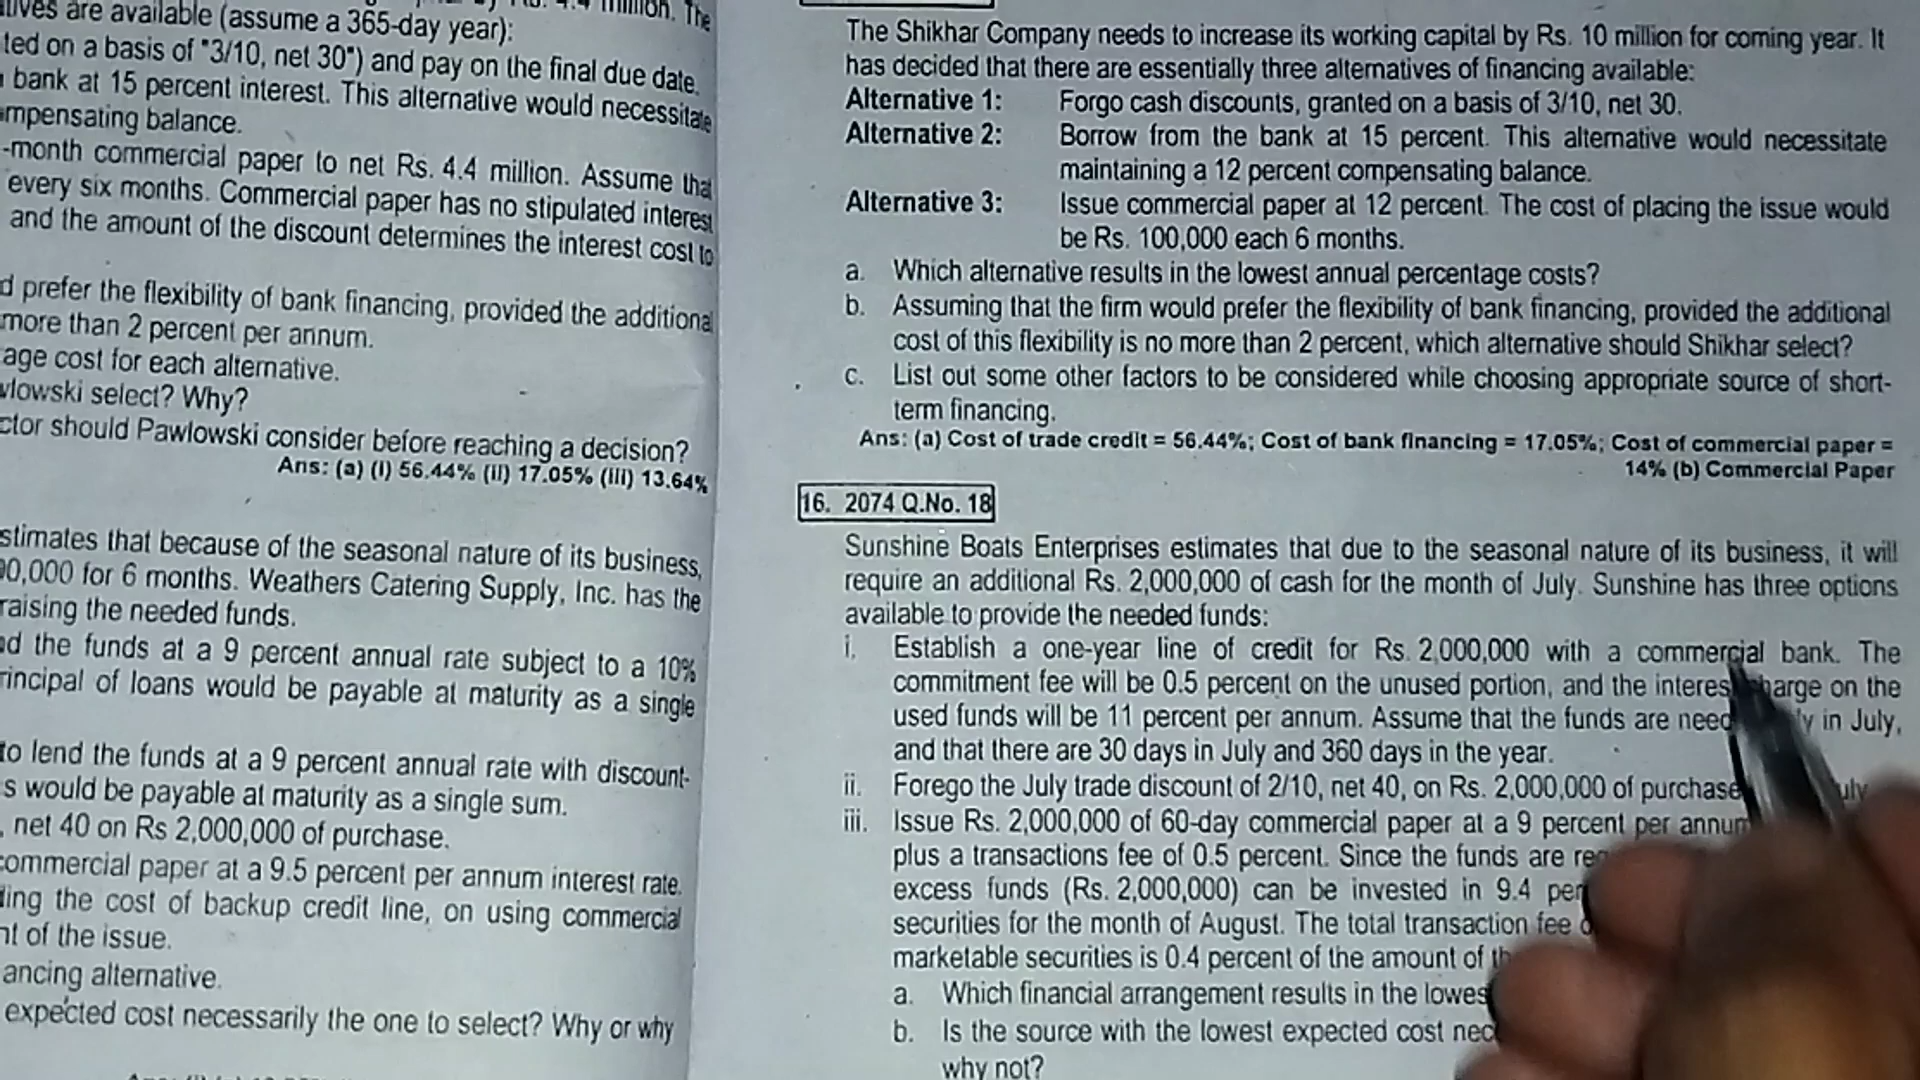 lives are available (assume a 365-day year):
ted on a basis of "3/10, net 30") and pay on the final due date.
bank at 15 percent interest. This alternative would necessitate
mpensating balance.
-month commercial paper to net Rs. 4.4 million. Assume that
every six months. Commercial paper has no stipulated interest
and the amount of the discount determines the interest cost to
d prefer the flexibility of bank financing, provided the additional
more than 2 percent per annum.
age cost for each alternative.
wlowski select? Why?
ctor should Pawlowski consider before reaching a decision?
Ans: (a) (i) 56.44% (ii) 17.05% (iii) 13.64%
stimates that because of the seasonal nature of its business,
00,000 for 6 months. Weathers Catering Supply, Inc. has the
raising the needed funds.
d the funds at a 9 percent annual rate subject to a 10%
rincipal of loans would be payable at maturity as a single
to lend the funds at a 9 percent annual rate with discount-
s would be payable at maturity as a single sum.
, net 40 on Rs 2,000,000 of purchase.
commercial paper at a 9.5 percent per annum interest rate.
ding the cost of backup credit line, on using commercial
nt of the issue.
ancing alternative.
expected cost necessarily the one to select? Why or why
The Shikhar Company needs to increase its working capital by Rs. 10 million for coming year. It
has decided that there are essentially three alternatives of financing available:
Alternative 1: Forgo cash discounts, granted on a basis of 3/10, net 30.
Alternative 2: Borrow from the bank at 15 percent. This alternative would necessitate
maintaining a 12 percent compensating balance.
Alternative 3: Issue commercial paper at 12 percent. The cost of placing the issue would
be Rs. 100,000 each 6 months.
a. Which alternative results in the lowest annual percentage costs?
b. Assuming that the firm would prefer the flexibility of bank financing, provided the additional
cost of this flexibility is no more than 2 percent, which alternative should Shikhar select?
c. List out some other factors to be considered while choosing appropriate source of short-
term financing.
Ans: (a) Cost of trade credit = 56.44%; Cost of bank financing = 17.05%; Cost of commercial paper =
14% (b) Commercial Paper
16. 2074 Q.No. 18
Sunshine Boats Enterprises estimates that due to the seasonal nature of its business, it will
require an additional Rs. 2,000,000 of cash for the month of July. Sunshine has three options
available to provide the needed funds:
i. Establish a one-year line of credit for Rs. 2,000,000 with a commercial bank. The
commitment fee will be 0.5 percent on the unused portion, and the interes harge on the
used funds will be 11 percent per annum. Assume that the funds are need ly in July,
and that there are 30 days in July and 360 days in the year.
ii. Forego the July trade discount of 2/10, net 40, on Rs. 2,000,000 of purchase uly
iii. Issue Rs. 2,000,000 of 60-day commercial paper at a 9 percent per annum
plus a transactions fee of 0.5 percent. Since the funds are re
excess funds (Rs. 2,000,000) can be invested in 9.4 per
securities for the month of August. The total transaction fee o
marketable securities is 0.4 percent of the amount of th
a. Which financial arrangement results in the lowes
b. Is the source with the lowest expected cost nec
why not?